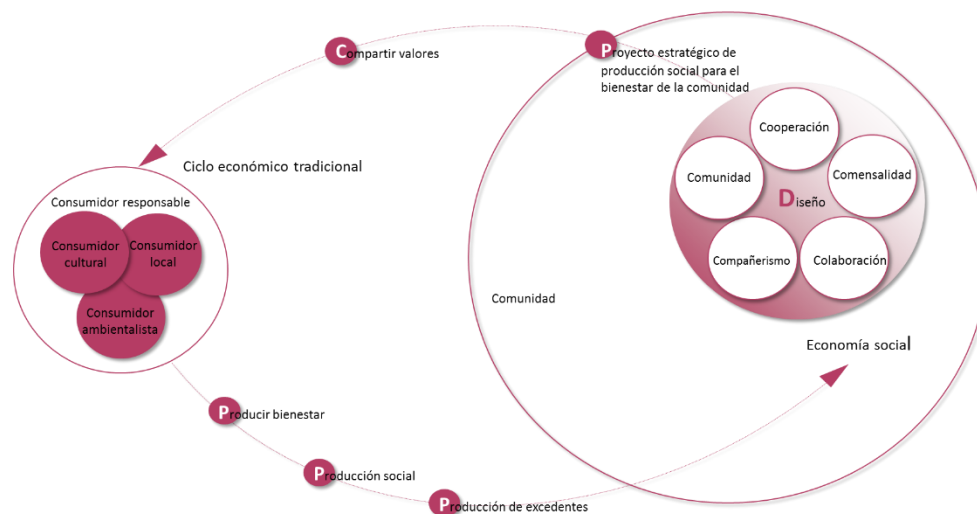 Compartir valores
Proyecto estratégico de
producción social para el
bienestar de la comunidad
Cooperación
Comunidad
Comensalidad
Diseño
Compañerismo
Colaboración
Ciclo económico tradicional
Consumidor responsable
Consumidor
cultural
Consumidor
local
Consumidor
ambientalista
Comunidad
Economía social
Producir bienestar
Producción social
Producción de excedentes